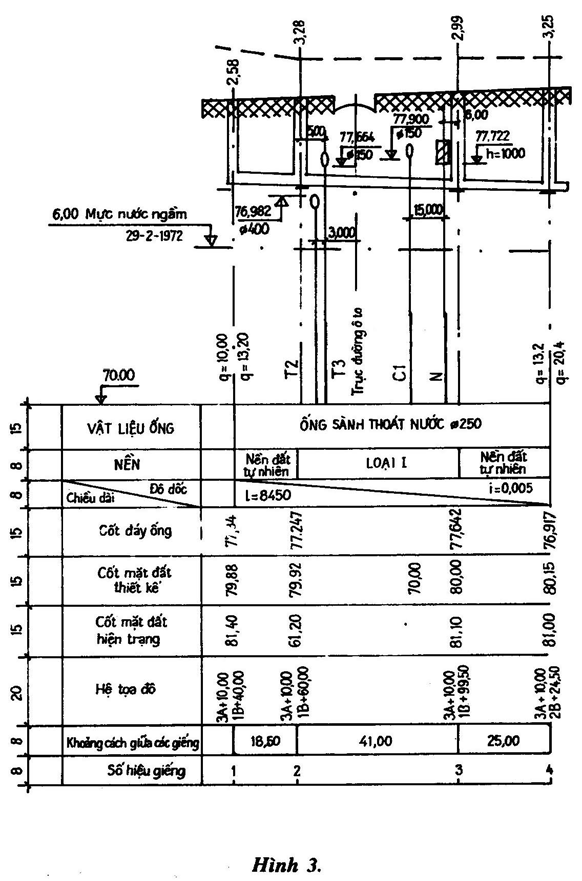 2,58
3,28
2,99
3,25
500
77,664
ø150
77,900
ø150
6,00
77.722
h=1000
76,982
ø400
6,00 Mực nước ngầm
29-2-1972
3,000
15,000
q=10,00
q=13,20
T2
T3
Trục đường ô to
C1
N
q=13.2
q=20,4
70.00
15
VẬT LIỆU ỐNG
ỐNG SÀNH THOÁT NƯỚC ø250
8
NỀN
Nền đất
tự nhiên
LOẠI I
Nền đất
tự nhiên
8
Chiều dài
Độ dốc
l=8450
i=0,005
15
Cốt đáy ống
77,34
77.247
77,642
76,917
15
Cốt mặt đất
thiết kế
79,88
79,92
70,00
80,00
80,15
15
Cốt mặt đất
hiện trạng
81,40
61,20
81.10
81,00
20
Hệ tọa đô
3A+10,00
1B+40,00
3A+10,00
1B+60,00
3A+10,00
1B+99,50
3A+10,00
2B+24,50
8
Khoảng cách giữa các giếng
18,50
41,00
25,00
8
Số hiệu giếng
1
2
3
4
Hình 3.